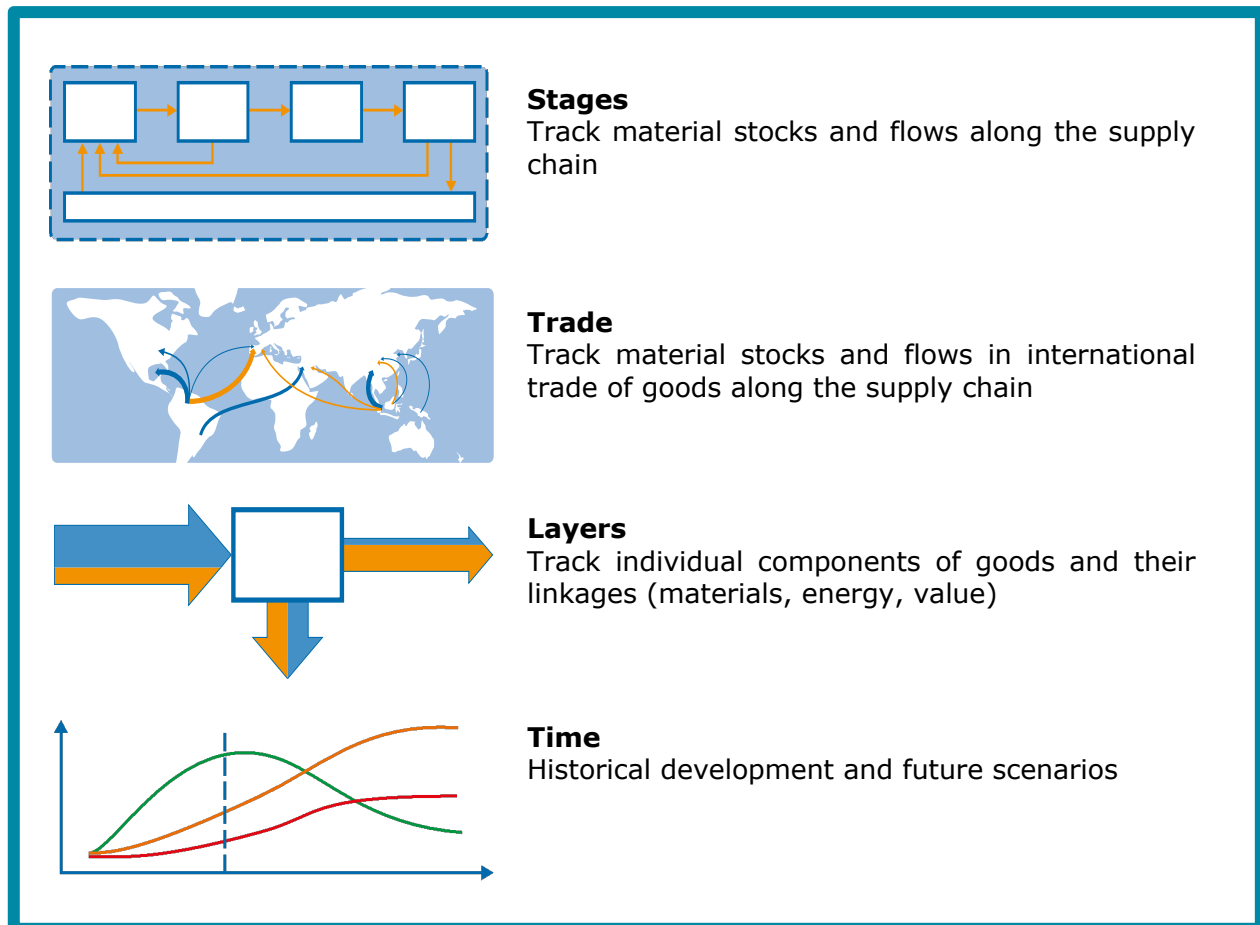 Stages
Track material stocks and flows along the supply
chain
Trade
Track material stocks and flows in international
trade of goods along the supply chain
Layers
Track individual components of goods and their
linkages (materials, energy, value)
Time
Historical development and future scenarios